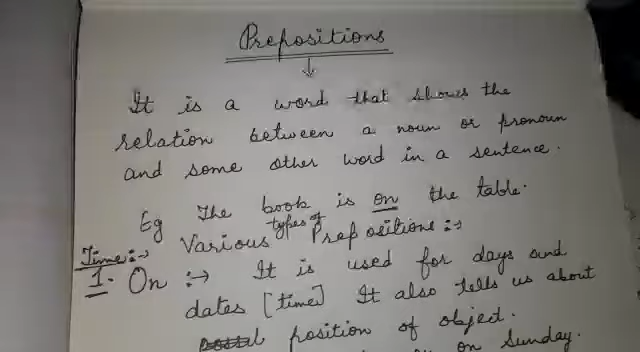 Prepositions
It is a word that shows the
relation between a noun or pronoun
and some other word in a sentence.
Eg The book is on the table.
Various types of Prepositions :→
Time :→
1. On :→ It is used for days and
dates [time] It also tells us about
position of object.
on Sunday.